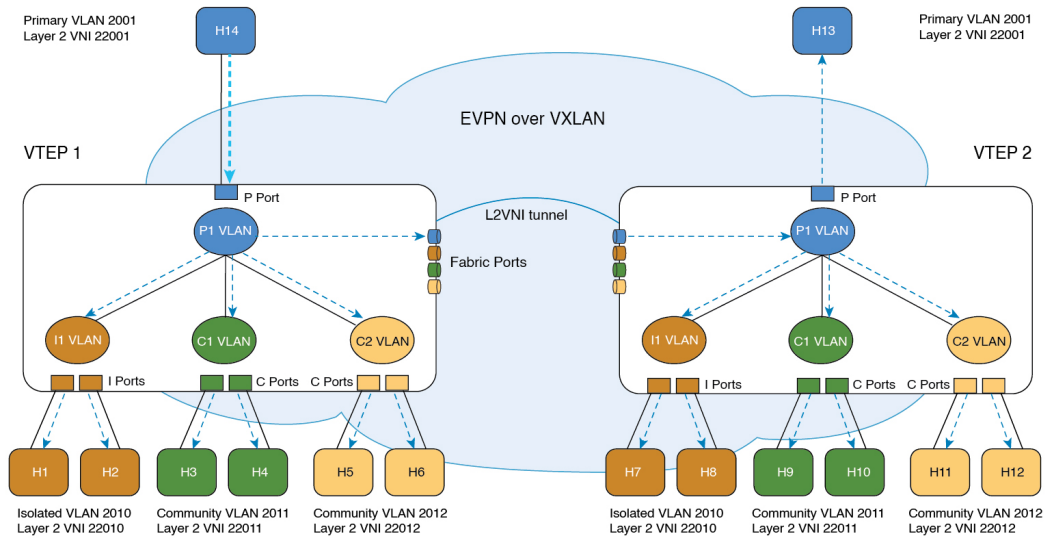 Primary VLAN 2001
Layer 2 VNI 22001
H14
H13
Primary VLAN 2001
Layer 2 VNI 22001
EVPN over VXLAN
VTEP 1
VTEP 2
P Port
P Port
L2VNI tunnel
P1 VLAN
P1 VLAN
Fabric Ports
I1 VLAN
C1 VLAN
C2 VLAN
I1 VLAN
C1 VLAN
C2 VLAN
I Ports
C Ports
C Ports
I Ports
C Ports
C Ports
H1
H2
H3
H4
H5
H6
H7
H8
H9
H10
H11
H12
Isolated VLAN 2010
Layer 2 VNI 22010
Community VLAN 2011
Layer 2 VNI 22011
Community VLAN 2012
Layer 2 VNI 22012
Isolated VLAN 2010
Layer 2 VNI 22010
Community VLAN 2011
Layer 2 VNI 22011
Community VLAN 2012
Layer 2 VNI 22012